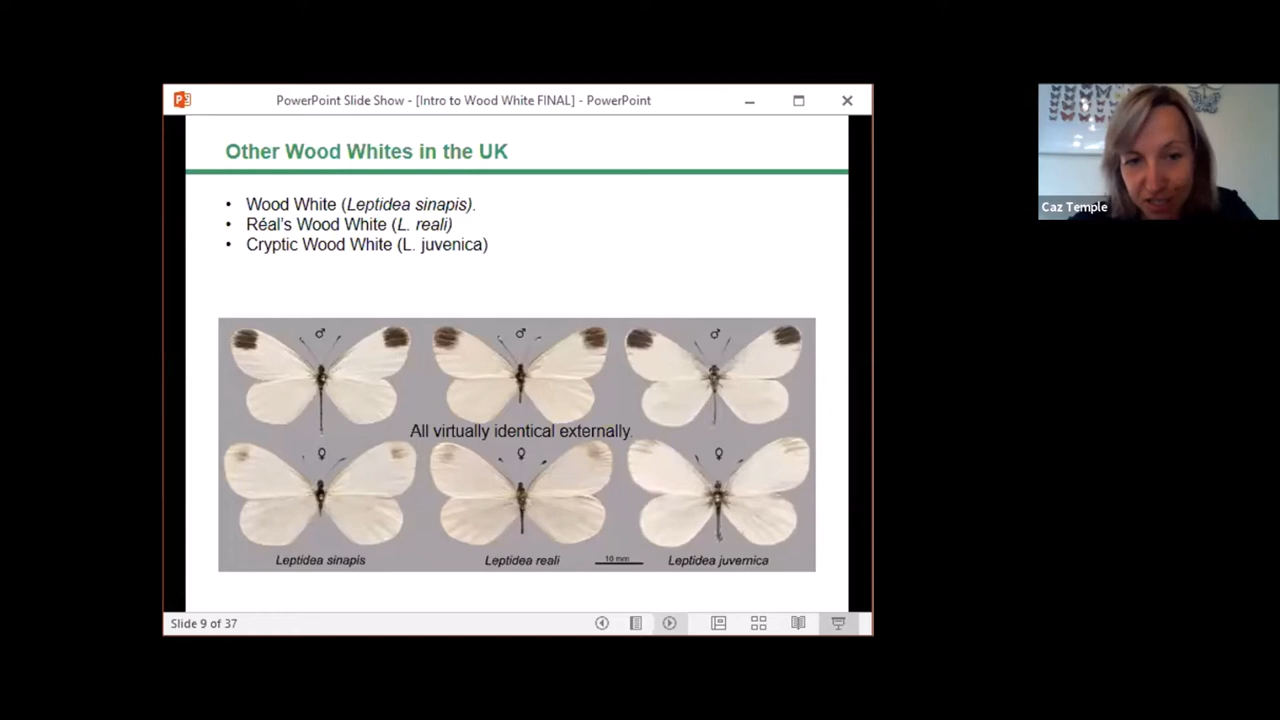 PowerPoint Slide Show - [Intro to Wood White FINAL] - PowerPoint
Other Wood Whites in the UK
• Wood White (Leptidea sinapis).
• Réal's Wood White (L. reali)
• Cryptic Wood White (L. juvenica)
♂ ♂ ♂
All virtually identical externally.
♀ ♀ ♀
Leptidea sinapis
Leptidea reali
10 mm
Leptidea juvernica
Slide 9 of 37
Caz Temple